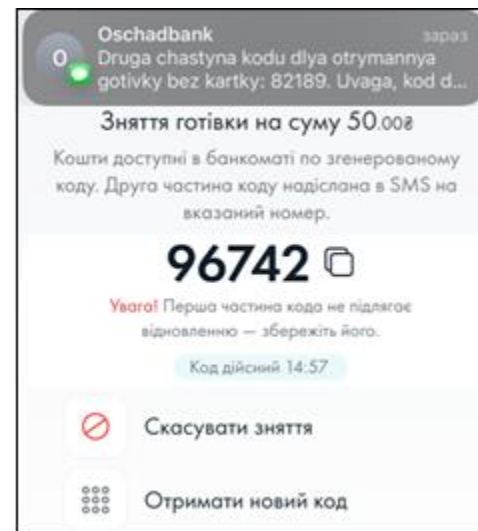 Oschadbank
зараз
O
Druga chastyna kodu dlya otrymannya
gotivky bez kartky: 82189. Uvaga, kod d...
Зняття готівки на суму 50.00₴
Кошти доступні в банкоматі по згенерованому
коду. Друга частина коду надіслана в SMS на
вказаний номер.
96742
Увага! Перша частина кода не підлягає
відновленню — збережіть його.
Код дійсний 14:57
Скасувати зняття
Отримати новий код